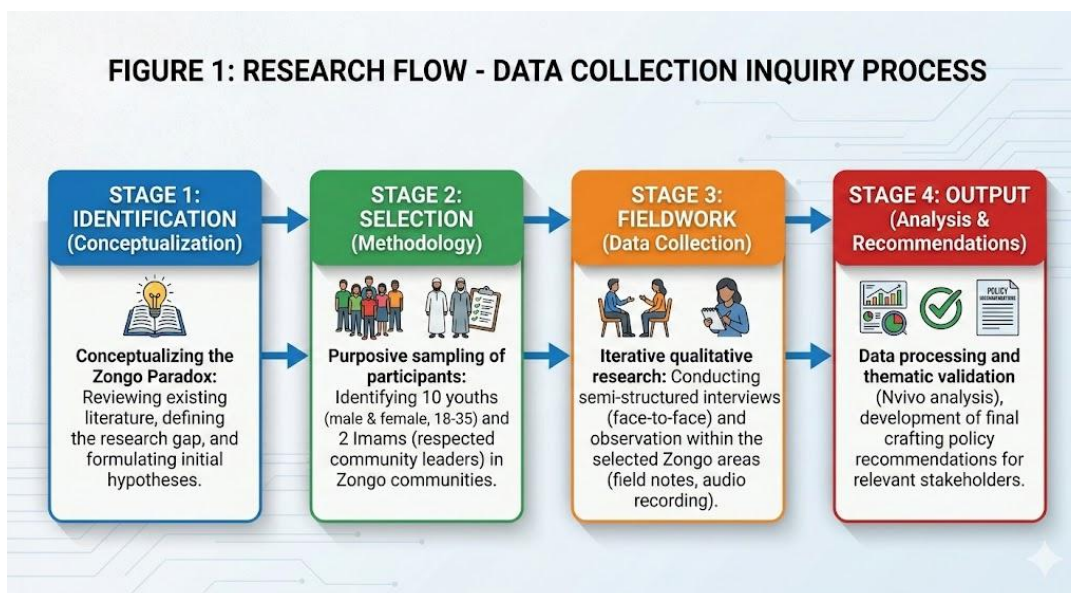 FIGURE 1: RESEARCH FLOW - DATA COLLECTION INQUIRY PROCESS
STAGE 1:
IDENTIFICATION
(Conceptualization)
Conceptualizing the
Zongo Paradox:
Reviewing existing
literature, defining
the research gap, and
formulating initial
hypotheses.
STAGE 2:
SELECTION
(Methodology)
Purposive sampling of
participants:
Identifying 10 youths
(male & female, 18-35) and
2 Imams (respected
community leaders) in
Zongo communities.
STAGE 3:
FIELDWORK
(Data Collection)
Iterative qualitative
research: Conducting
semi-structured interviews
(face-to-face) and
observation within the
selected Zongo areas
(field notes, audio
recording).
STAGE 4: OUTPUT
(Analysis &
Recommendations)
POLICY
Data processing and
thematic validation
(Nvivo analysis),
development of final
crafting policy
recommendations for
relevant stakeholders.